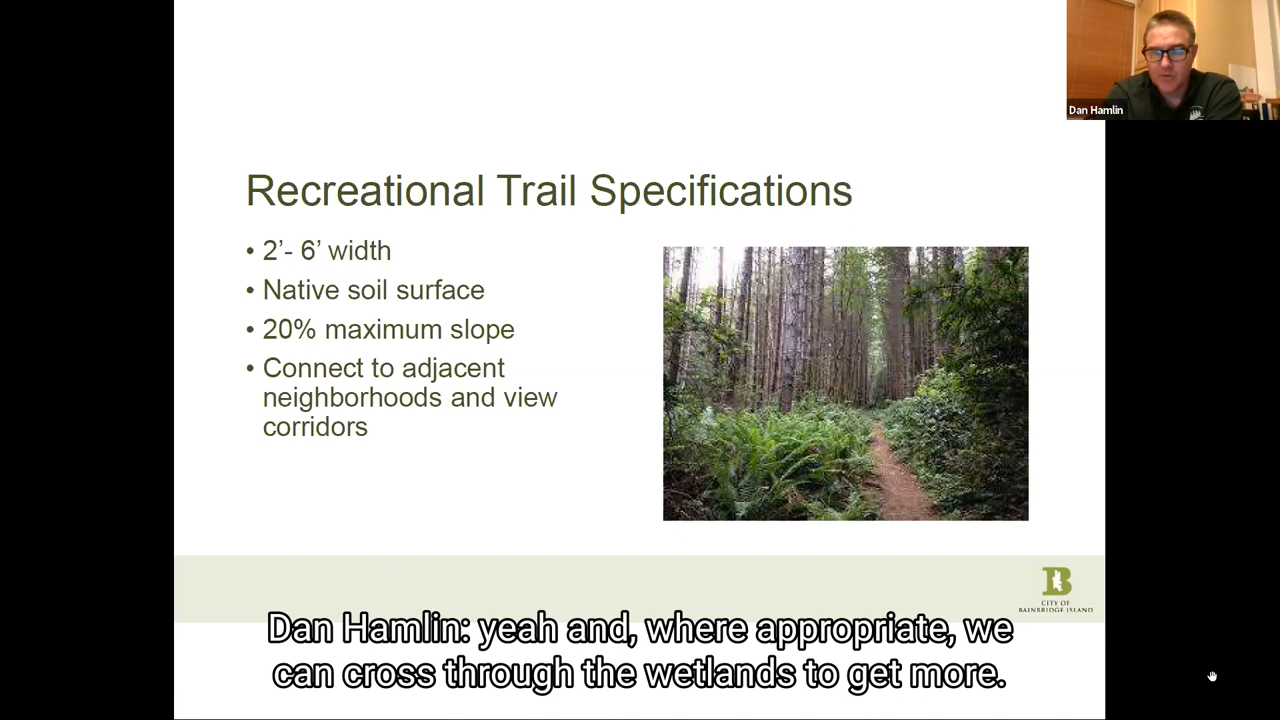 Dan Hamlin
Recreational Trail Specifications
• 2’- 6’ width
• Native soil surface
• 20% maximum slope
• Connect to adjacent
neighborhoods and view
corridors
B
CITY OF
BAINBRIDGE ISLAND
Dan Hamlin: yeah and, where appropriate, we
can cross through the wetlands to get more.